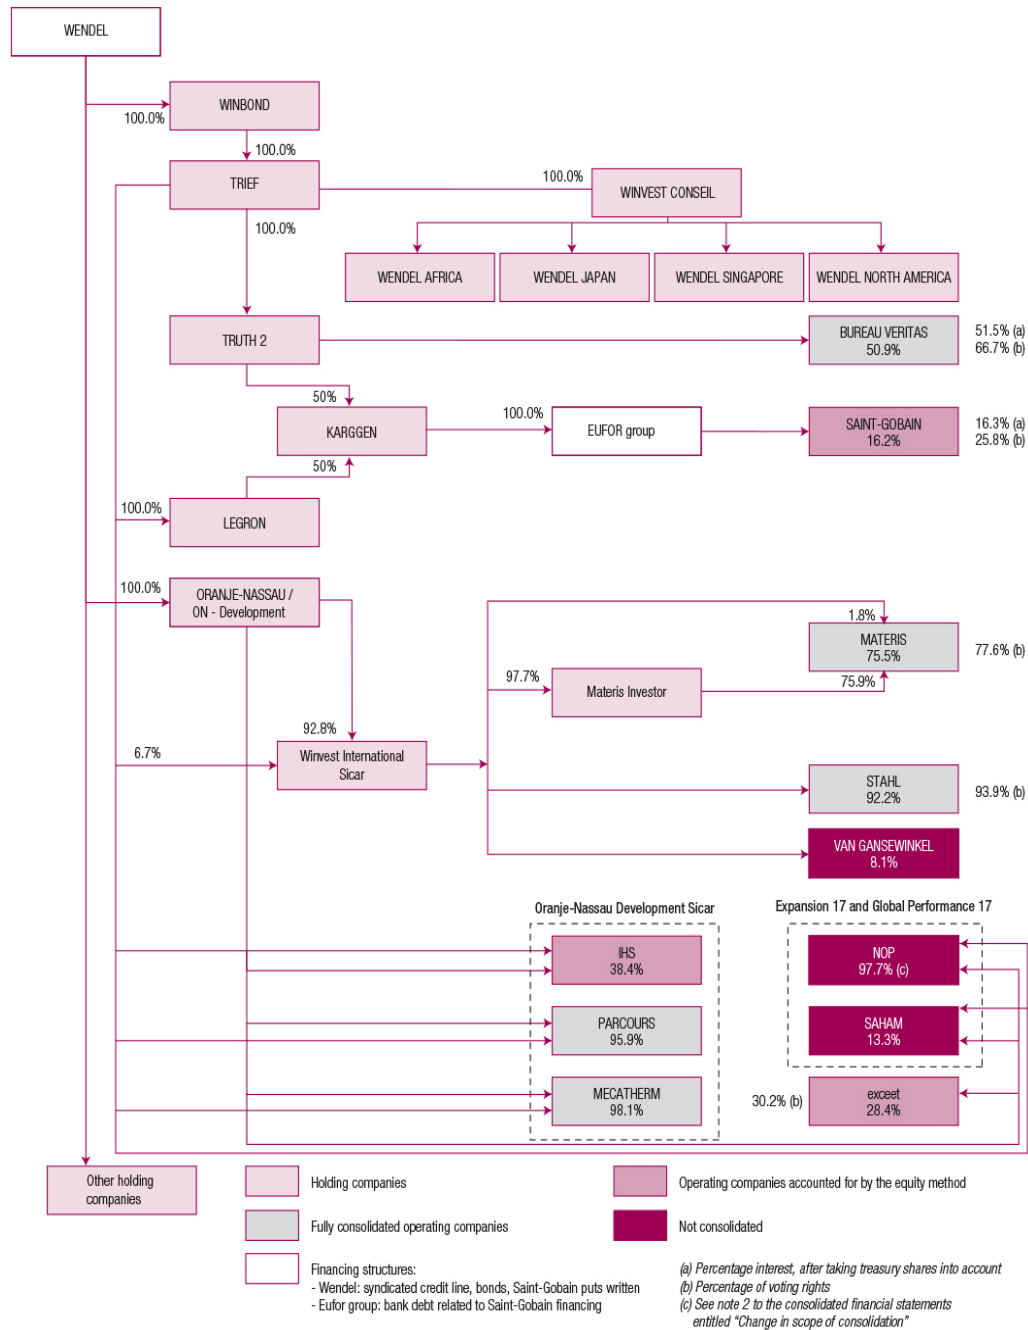 WENDEL
WINBOND
100.0%
100.0%
TRIEF
100.0%
WINVEST CONSEIL
100.0%
WENDEL AFRICA
WENDEL JAPAN
WENDEL SINGAPORE
WENDEL NORTH AMERICA
TRUTH 2
BUREAU VERITAS
50.9%
51.5% (a)
66.7% (b)
50%
KARGGEN
100.0%
EUFOR group
SAINT-GOBAIN
16.2%
16.3% (a)
25.8% (b)
50%
100.0%
LEGRON
100.0%
ORANJE-NASSAU /
ON - Development
1.8%
MATERIS
75.5%
77.6% (b)
97.7%
Materis Investor
75.9%
92.8%
6.7%
Winvest International
Sicar
STAHL
92.2%
93.9% (b)
VAN GANSEWINKEL
8.1%
Oranje-Nassau Development Sicar
Expansion 17 and Global Performance 17
IHS
38.4%
NOP
97.7% (c)
PARCOURS
95.9%
SAHAM
13.3%
MECATHERM
98.1%
30.2% (b)
exceet
28.4%
Other holding
companies
Holding companies
Operating companies accounted for by the equity method
Fully consolidated operating companies
Not consolidated
Financing structures:
- Wendel: syndicated credit line, bonds, Saint-Gobain puts written
- Eufor group: bank debt related to Saint-Gobain financing
(a) Percentage interest, after taking treasury shares into account
(b) Percentage of voting rights
(c) See note 2 to the consolidated financial statements
entitled “Change in scope of consolidation”